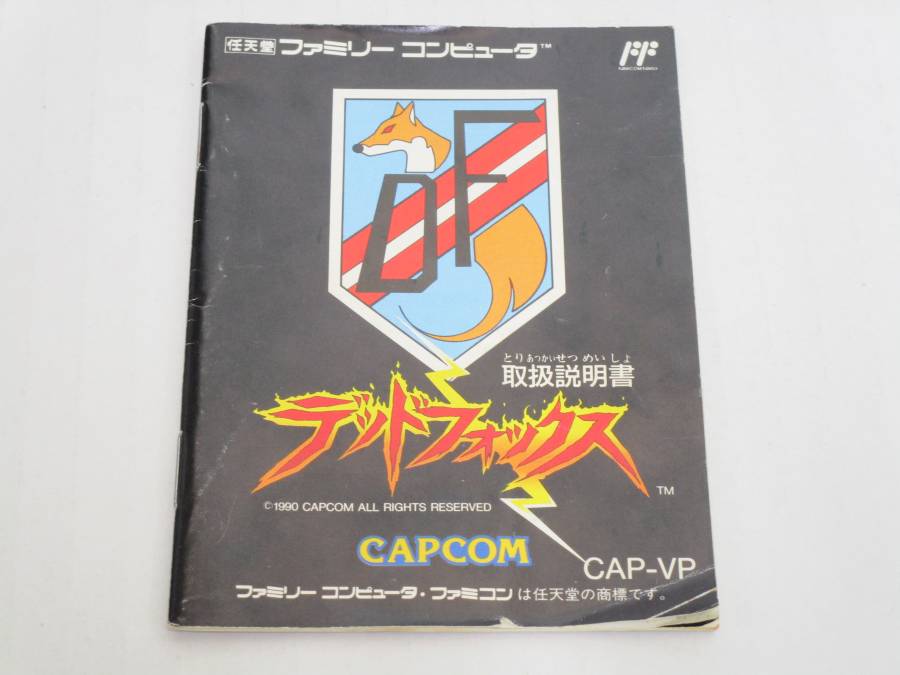 任天堂 ファミリー コンピュータ™
FF
FAMICOM FAMILY
DF
とりあつかいせつめいしょ
取扱説明書
デッドフォックス
™
©1990 CAPCOM ALL RIGHTS RESERVED
CAPCOM
CAP-VP
ファミリー コンピュータ・ファミコン は任天堂の商標です。